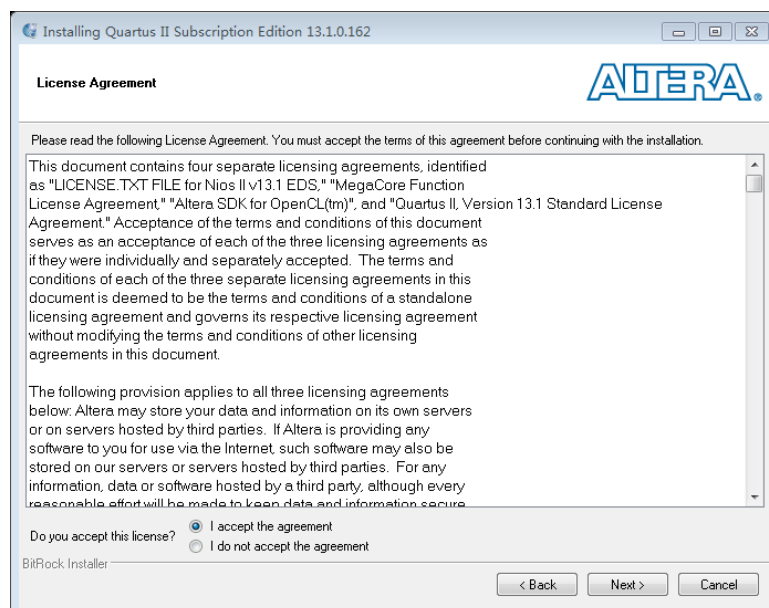 Installing Quartus II Subscription Edition 13.1.0.162
License Agreement
ALTERA®
Please read the following License Agreement. You must accept the terms of this agreement before continuing with the installation.
This document contains four separate licensing agreements, identified
as "LICENSE.TXT FILE for Nios II v13.1 EDS," "MegaCore Function
License Agreement," "Altera SDK for OpenCL(tm)", and "Quartus II, Version 13.1 Standard License
Agreement." Acceptance of the terms and conditions of this document
serves as an acceptance of each of the three licensing agreements as
if they were individually and separately accepted.  The terms and
conditions of each of the three separate licensing agreements in this
document is deemed to be the terms and conditions of a standalone
licensing agreement and governs its respective licensing agreement
without modifying the terms and conditions of other licensing
agreements in this document.
The following provision applies to all three licensing agreements
below: Altera may store your data and information on its own servers
or on servers hosted by third parties.  If Altera is providing any
software to you for use via the Internet, such software may also be
stored on our servers or servers hosted by third parties.  For any
information, data or software hosted by a third party, although every
reasonable effort will be made to keep data and information secure
Do you accept this license?
I accept the agreement
I do not accept the agreement
BitRock Installer
< Back
Next >
Cancel